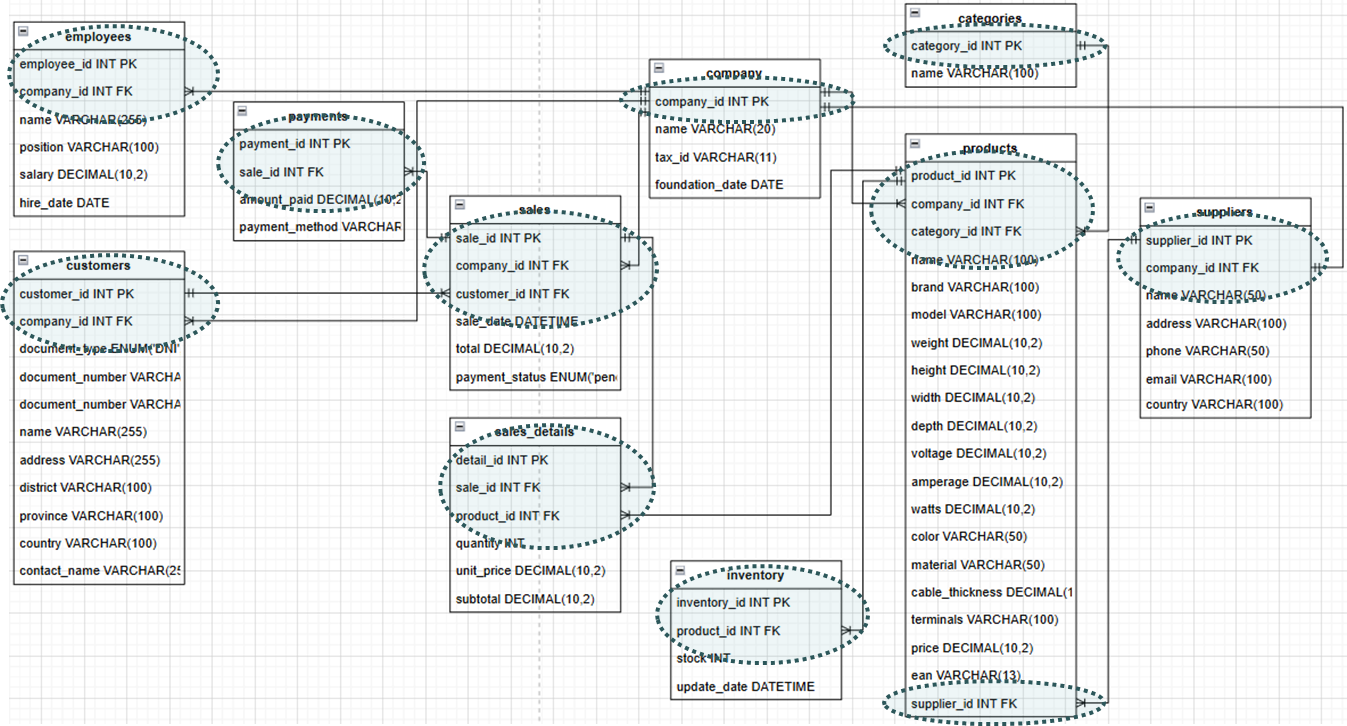 employees
employee_id INT PK
company_id INT FK
name VARCHAR(255)
position VARCHAR(100)
salary DECIMAL(10,2)
hire_date DATE
payments
payment_id INT PK
sale_id INT FK
amount_paid DECIMAL(10,2
payment_method VARCHAR
customers
customer_id INT PK
company_id INT FK
document_type ENUM('DNI'
document_number VARCHA
document_number VARCHA
name VARCHAR(255)
address VARCHAR(255)
district VARCHAR(100)
province VARCHAR(100)
country VARCHAR(100)
contact_name VARCHAR(25
sales
sale_id INT PK
company_id INT FK
customer_id INT FK
sale_date DATETIME
total DECIMAL(10,2)
payment_status ENUM('pen
sales_details
detail_id INT PK
sale_id INT FK
product_id INT FK
quantity INT
unit_price DECIMAL(10,2)
subtotal DECIMAL(10,2)
company
company_id INT PK
name VARCHAR(20)
tax_id VARCHAR(11)
foundation_date DATE
inventory
inventory_id INT PK
product_id INT FK
stock INT
update_date DATETIME
categories
category_id INT PK
name VARCHAR(100)
products
product_id INT PK
company_id INT FK
category_id INT FK
name VARCHAR(100)
brand VARCHAR(100)
model VARCHAR(100)
weight DECIMAL(10,2)
height DECIMAL(10,2)
width DECIMAL(10,2)
depth DECIMAL(10,2)
voltage DECIMAL(10,2)
amperage DECIMAL(10,2)
watts DECIMAL(10,2)
color VARCHAR(50)
material VARCHAR(50)
cable_thickness DECIMAL(1
terminals VARCHAR(100)
price DECIMAL(10,2)
ean VARCHAR(13)
supplier_id INT FK
suppliers
supplier_id INT PK
company_id INT FK
name VARCHAR(50)
address VARCHAR(100)
phone VARCHAR(50)
email VARCHAR(100)
country VARCHAR(100)